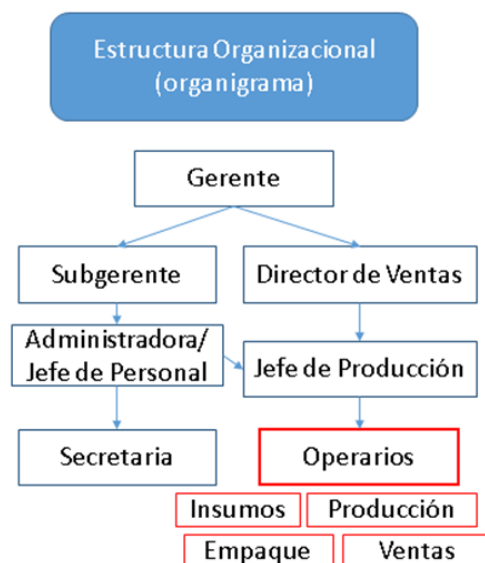 Estructura Organizacional
(organigrama)
Gerente
Subgerente
Director de Ventas
Administradora/
Jefe de Personal
Jefe de Producción
Secretaria
Operarios
Insumos
Producción
Empaque
Ventas